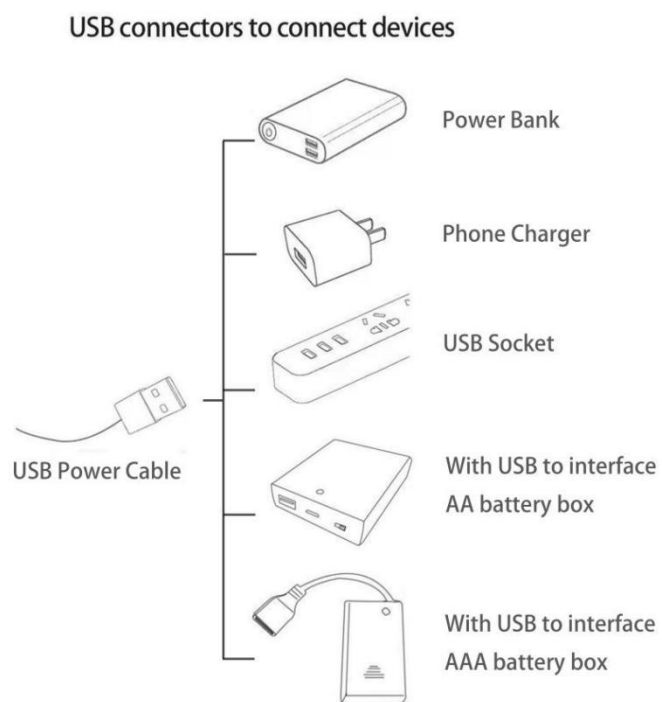 USB connectors to connect devices
Power Bank
Phone Charger
USB Socket
USB Power Cable
With USB to interface
AA battery box
With USB to interface
AAA battery box